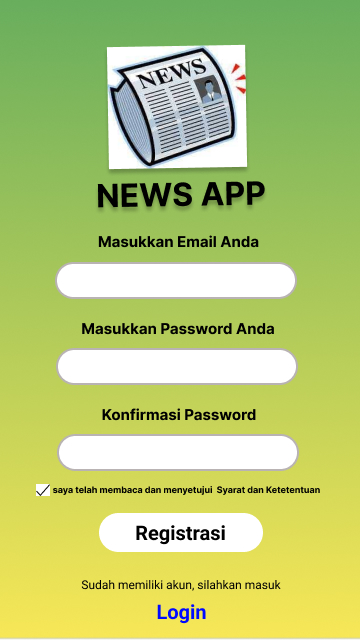 NEWS
NEWS APP
Masukkan Email Anda
Masukkan Password Anda
Konfirmasi Password
saya telah membaca dan menyetujui Syarat dan Ketetentuan
Registrasi
Sudah memiliki akun, silahkan masuk
Login